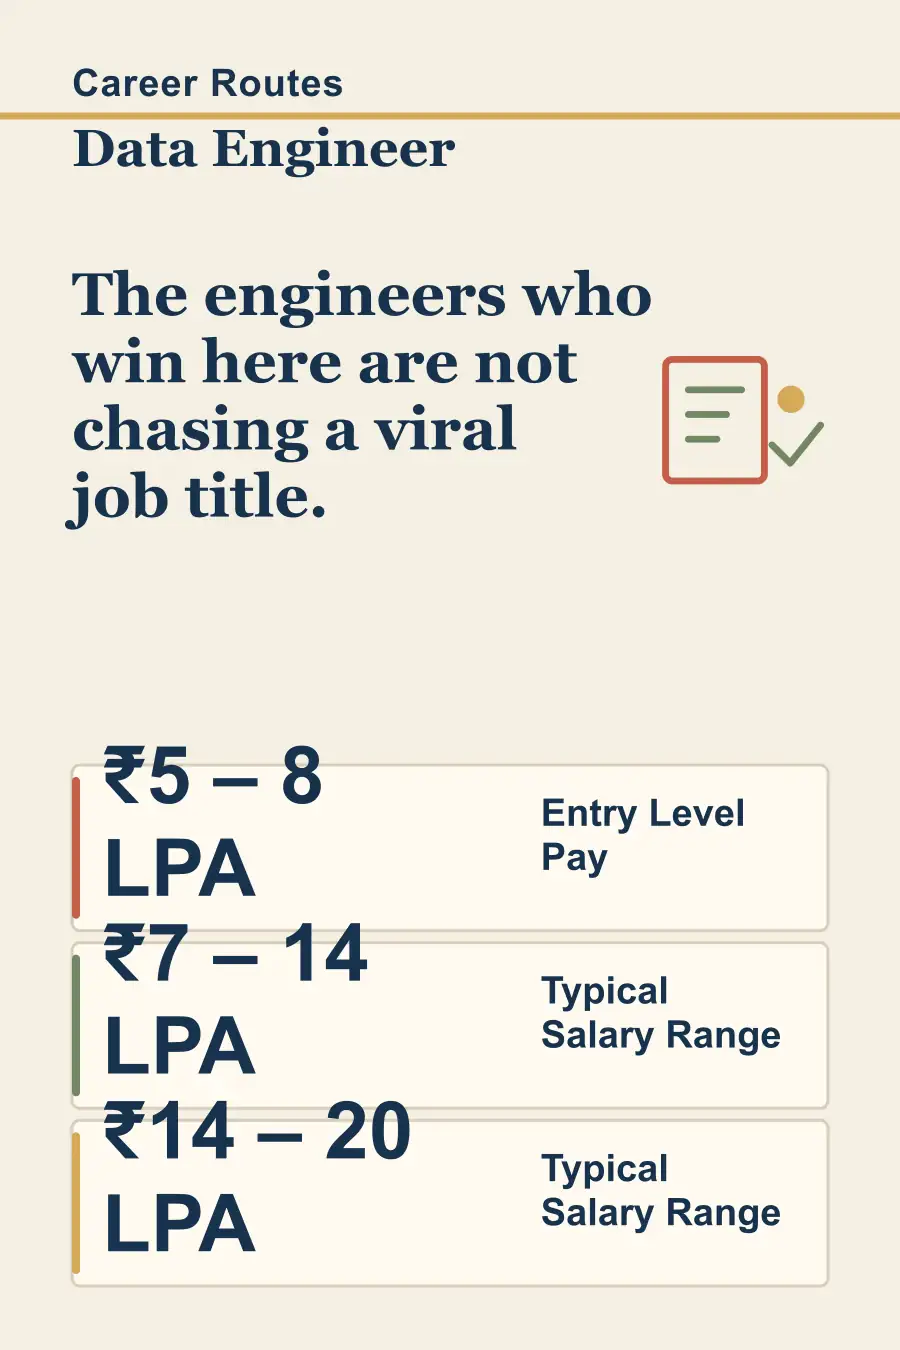 Career Routes
Data Engineer
The engineers who
win here are not
chasing a viral
job title.
₹5 – 8
LPA
Entry Level
Pay
₹7 – 14
LPA
Typical
Salary Range
₹14 – 20
LPA
Typical
Salary Range